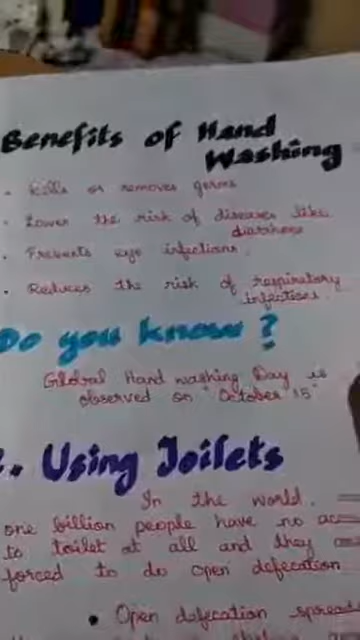 Benefits of Hand
Washing
• Kills or removes germs
• Lower the risk of diseases like
diarrhoea
• Prevents eye infections.
• Reduces the risk of respiratory
infections.
Do you know?
Global Hand washing Day is
observed on "October 15"
. Using Toilets
In the world.
one billion people have no
to toilet at all and they
forced to do open defecation
• Open defecation spreads